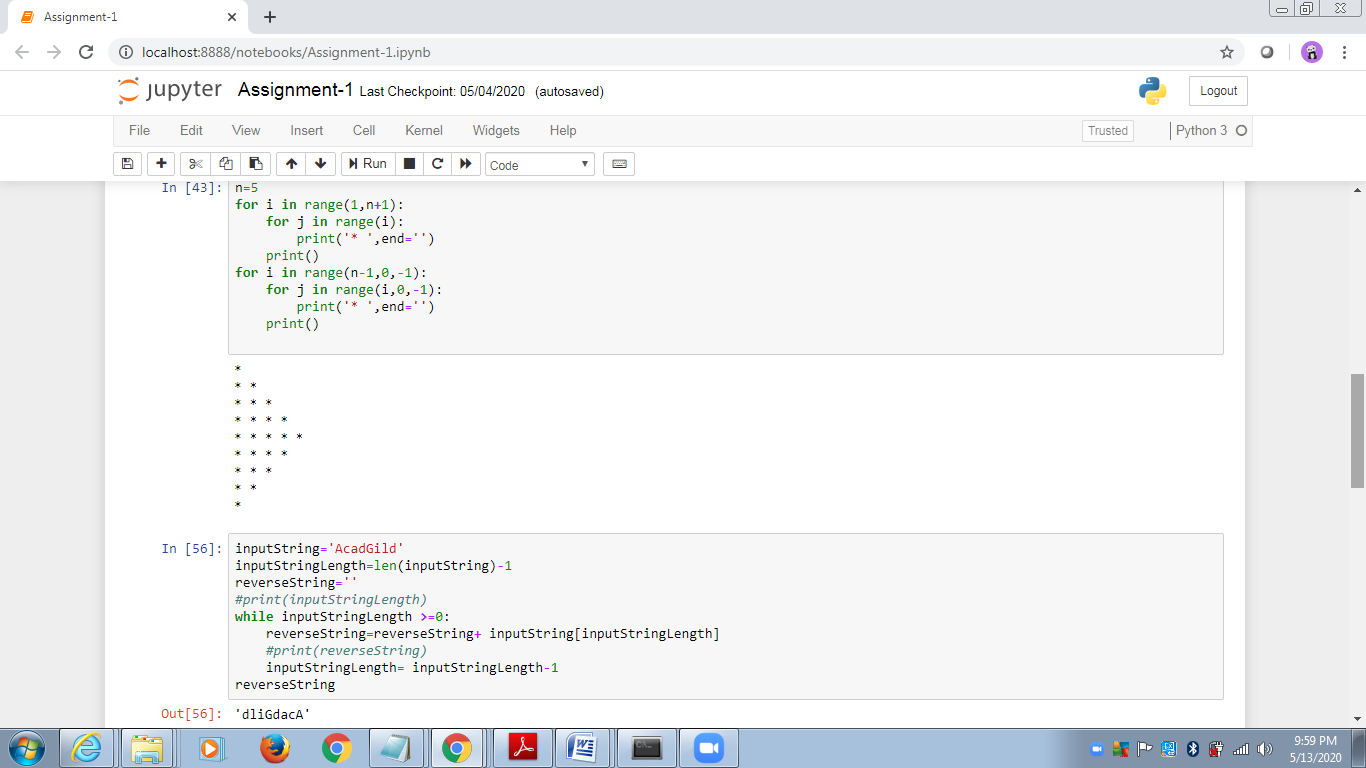 Assignment-1
localhost:8888/notebooks/Assignment-1.ipynb
jupyter Assignment-1 Last Checkpoint: 05/04/2020 (autosaved)
Logout
File Edit View Insert Cell Kernel Widgets Help
Trusted
Python 3
Run
Code
In [43]: n=5
for i in range(1,n+1):
    for j in range(i):
        print('* ',end='')
    print()
for i in range(n-1,0,-1):
    for j in range(i,0,-1):
        print('* ',end='')
    print()
*
* *
* * *
* * * *
* * * * *
* * * *
* * *
* *
*
In [56]: inputString='AcadGild'
inputStringLength=len(inputString)-1
reverseString=''
#print(inputStringLength)
while inputStringLength >=0:
    reverseString=reverseString+ inputString[inputStringLength]
    #print(reverseString)
    inputStringLength= inputStringLength-1
reverseString
Out[56]: 'dliGdacA'
9:59 PM
5/13/2020